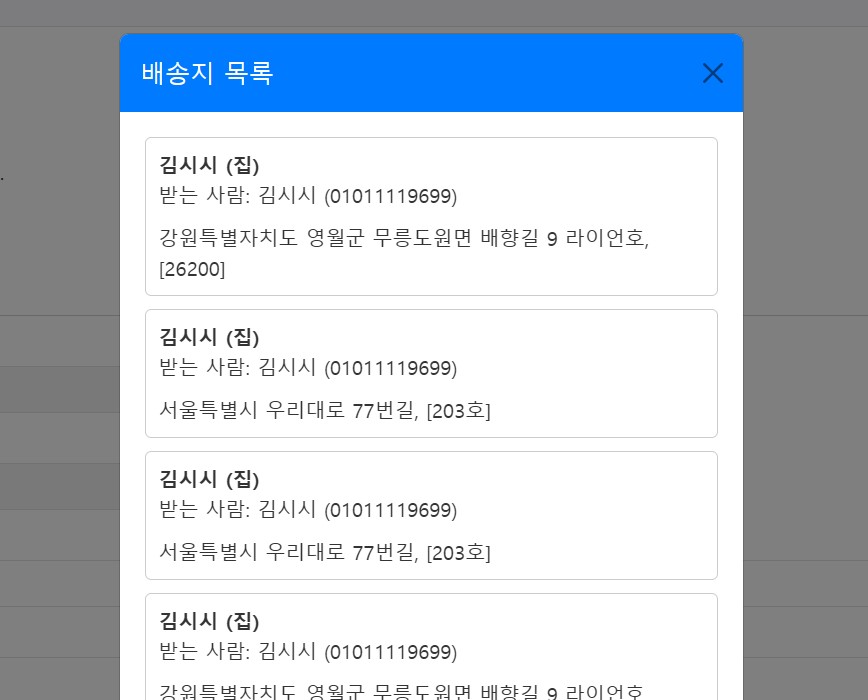 배송지 목록
김시시 (집)
받는 사람: 김시시 (01011119699)
강원특별자치도 영월군 무릉도원면 배향길 9 라이언호,
[26200]
김시시 (집)
받는 사람: 김시시 (01011119699)
서울특별시 우리대로 77번길, [203호]
김시시 (집)
받는 사람: 김시시 (01011119699)
서울특별시 우리대로 77번길, [203호]
김시시 (집)
받는 사람: 김시시 (01011119699)
강원특별자치도 영월군 무릉도원면 배향길 9 라이언호